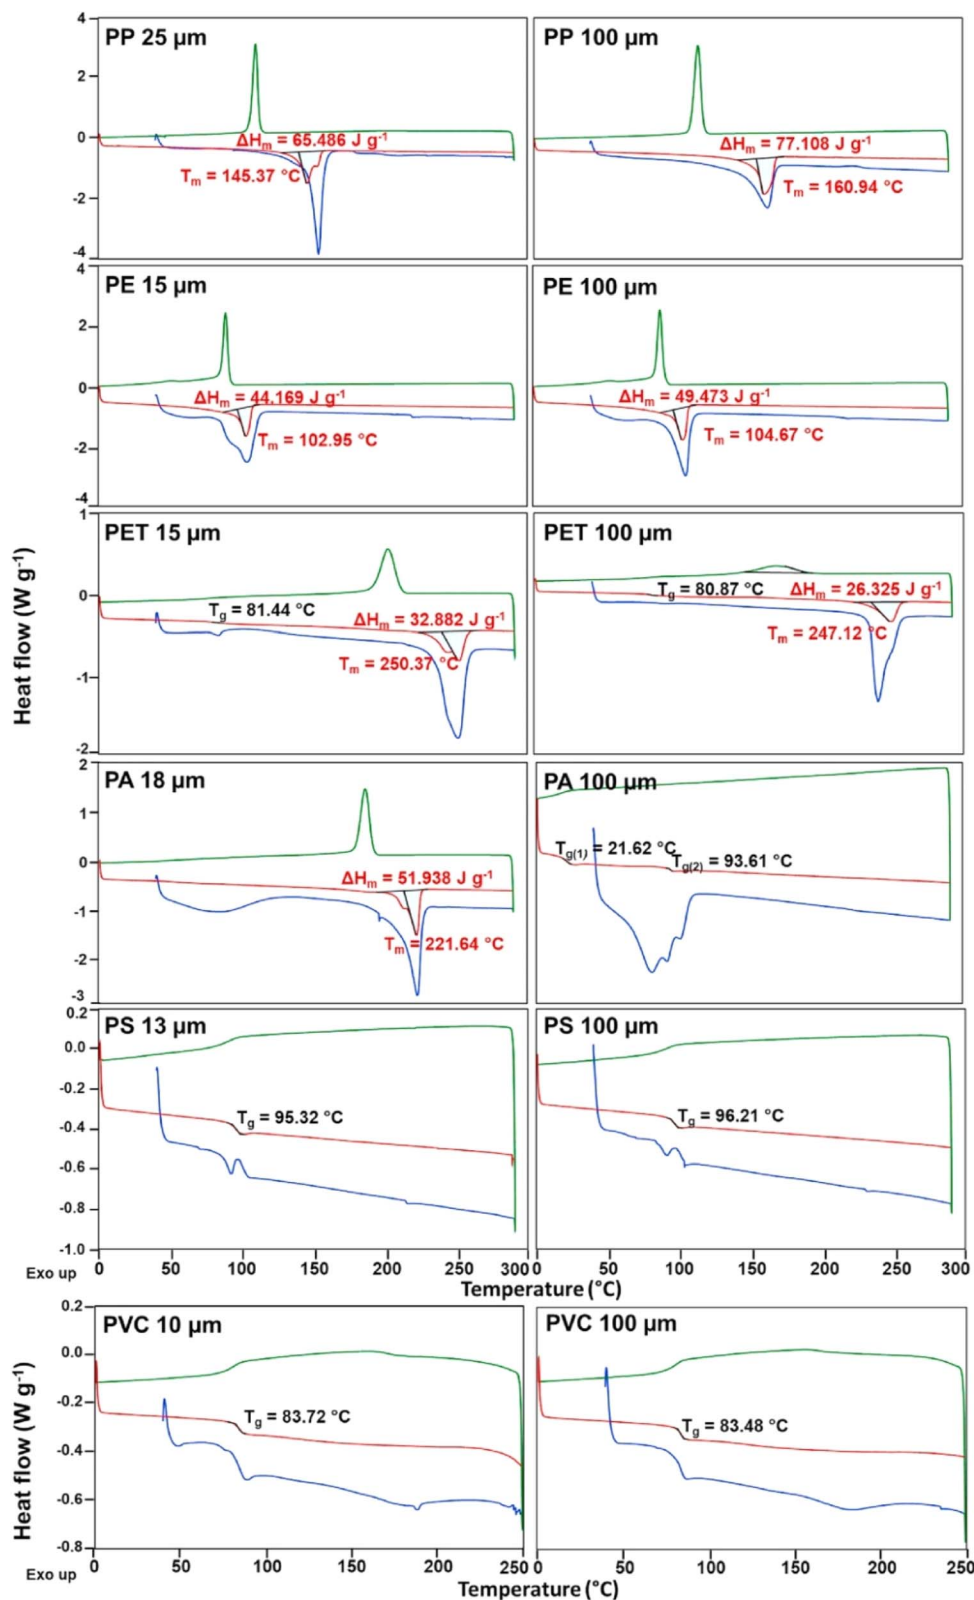 PP 25 µm
PP 100 µm
4
2
0
-2
-4
ΔHm = 65.486 J g-1
Tm = 145.37 °C
ΔHm = 77.108 J g-1
Tm = 160.94 °C
PE 15 µm
PE 100 µm
4
2
0
-2
-4
ΔHm = 44.169 J g-1
Tm = 102.95 °C
ΔHm = 49.473 J g-1
Tm = 104.67 °C
Heat flow (W g-1)
PET 15 µm
PET 100 µm
1
0
-1
-2
Tg = 81.44 °C
ΔHm = 32.882 J g-1
Tm = 250.37 °C
Tg = 80.87 °C
ΔHm = 26.325 J g-1
Tm = 247.12 °C
PA 18 µm
PA 100 µm
2
1
0
-1
-2
-3
ΔHm = 51.938 J g-1
Tm = 221.64 °C
Tg(1) = 21.62 °C
Tg(2) = 93.61 °C
PS 13 µm
PS 100 µm
0.2
0.0
-0.2
-0.4
-0.6
-0.8
-1.0
Tg = 95.32 °C
Tg = 96.21 °C
0 50 100 150 200 250 300
0 50 100 150 200 250 300
Exo up
Temperature (°C)
PVC 10 µm
PVC 100 µm
Heat flow (W g-1)
0.2
0.0
-0.2
-0.4
-0.6
-0.8
Tg = 83.72 °C
Tg = 83.48 °C
0 50 100 150 200 250
0 50 100 150 200 250
Exo up
Temperature (°C)